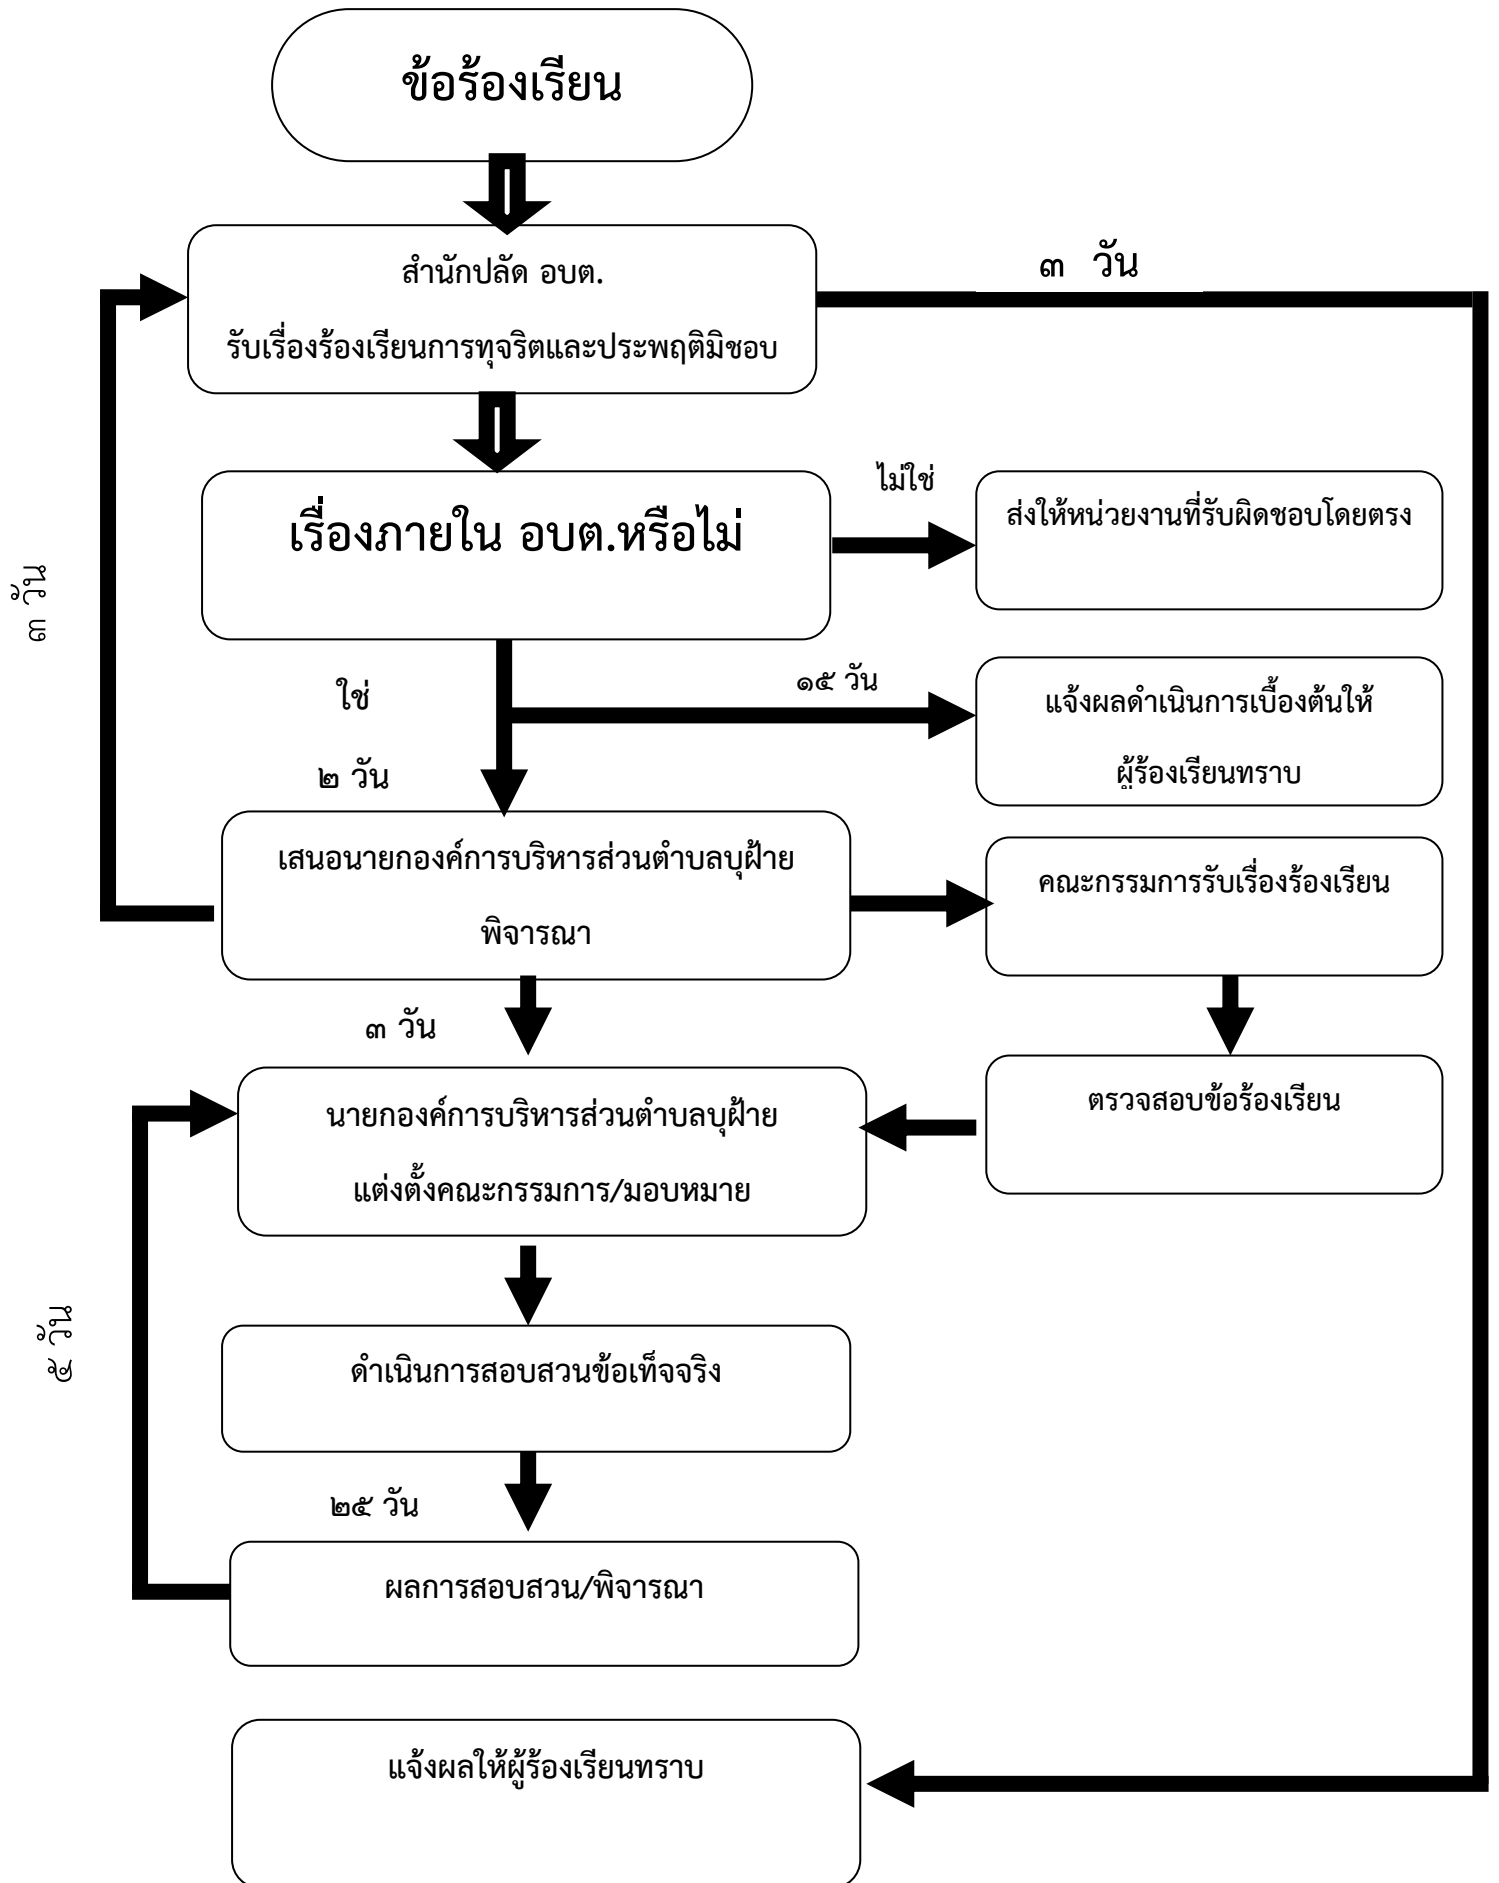 ข้อร้องเรียน
สำนักปลัด อบต.
รับเรื่องร้องเรียนการทุจริตและประพฤติมิชอบ
๓ วัน
เรื่องภายใน อบต.หรือไม่
ไม่ใช่
ส่งให้หน่วยงานที่รับผิดชอบโดยตรง
๓ วัน
ใช่
๒ วัน
๑๕ วัน
แจ้งผลดำเนินการเบื้องต้นให้
ผู้ร้องเรียนทราบ
เสนอนายกองค์การบริหารส่วนตำบลบุฝ้าย
พิจารณา
คณะกรรมการรับเรื่องร้องเรียน
๓ วัน
นายกองค์การบริหารส่วนตำบลบุฝ้าย
แต่งตั้งคณะกรรมการ/มอบหมาย
ตรวจสอบข้อร้องเรียน
๕ วัน
ดำเนินการสอบสวนข้อเท็จจริง
๒๕ วัน
ผลการสอบสวน/พิจารณา
แจ้งผลให้ผู้ร้องเรียนทราบ